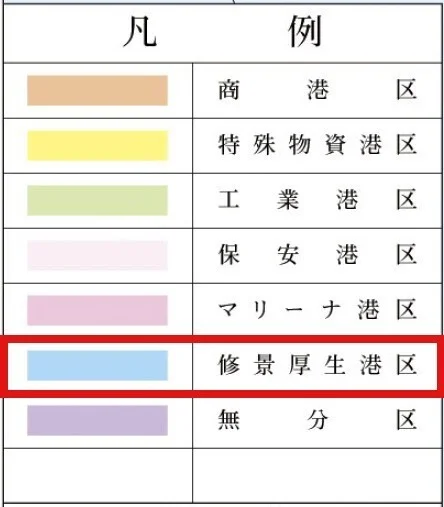 凡例
商港区
特殊物資港区
工業港区
保安港区
マリーナ港区
修景厚生港区
無分区